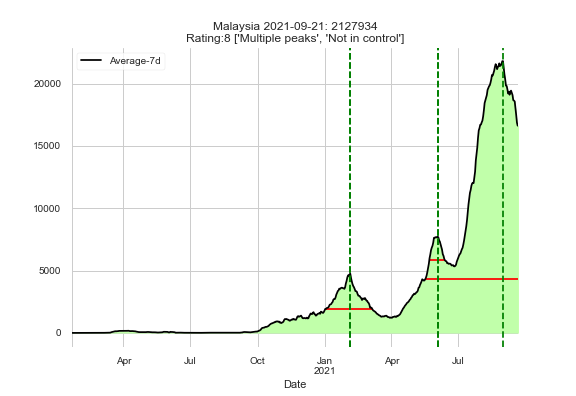 Malaysia 2021-09-21: 2127934
Rating:8 ['Multiple peaks', 'Not in control']
Average-7d
20000
15000
10000
5000
0
Apr
Jul
Oct
Jan
2021
Apr
Jul
Date